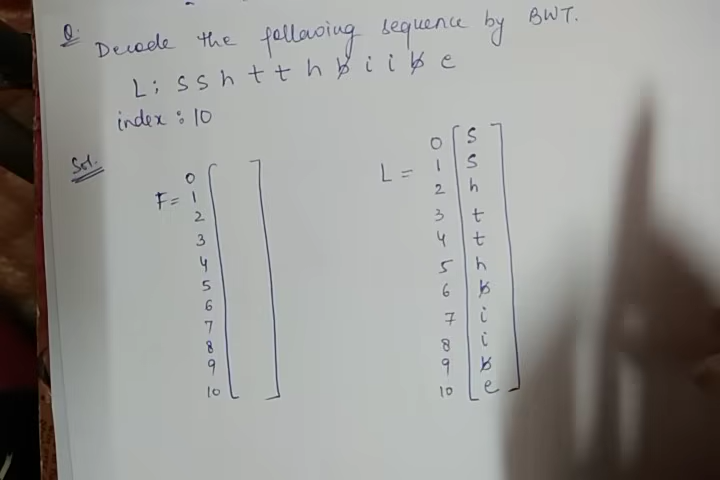 Q. Decode the following sequence by BWT.
L: s s h t t h ƀ i i ƀ e
index : 10
Sol.
F =
0
1
2
3
4
5
6
7
8
9
10
L =
0 s
1 s
2 h
3 t
4 t
5 h
6 ƀ
7 i
8 i
9 ƀ
10 e